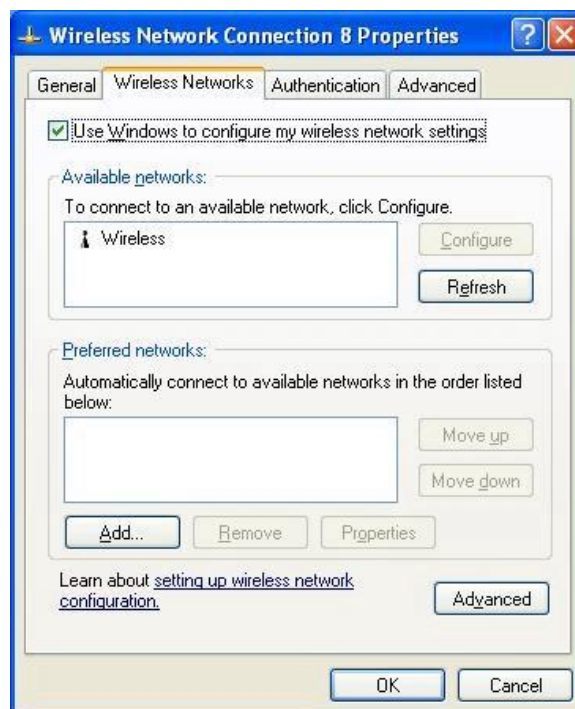 Wireless Network Connection 8 Properties
General Wireless Networks Authentication Advanced
Use Windows to configure my wireless network settings
Available networks:
To connect to an available network, click Configure.
Wireless
Configure
Refresh
Preferred networks:
Automatically connect to available networks in the order listed
below:
Move up
Move down
Add... Remove Properties
Learn about setting up wireless network
configuration.
Advanced
OK Cancel